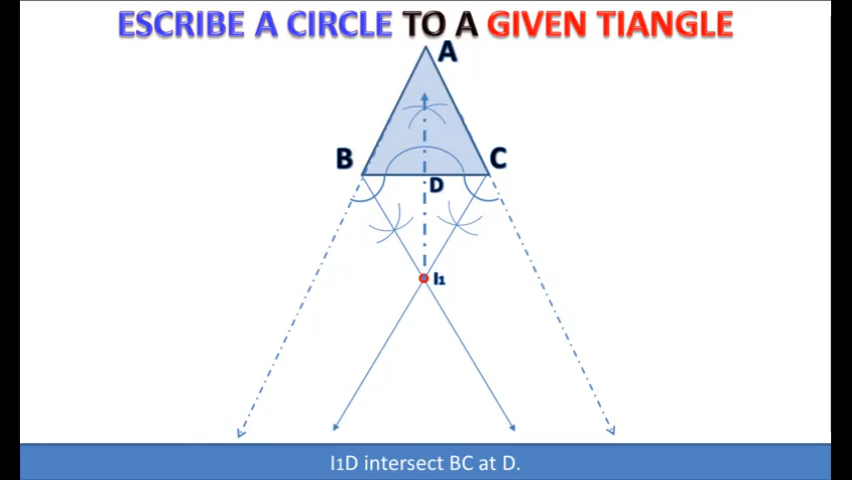 ESCRIBE A CIRCLE TO A GIVEN TIANGLE
A
B
C
D
I1
I1D intersect BC at D.